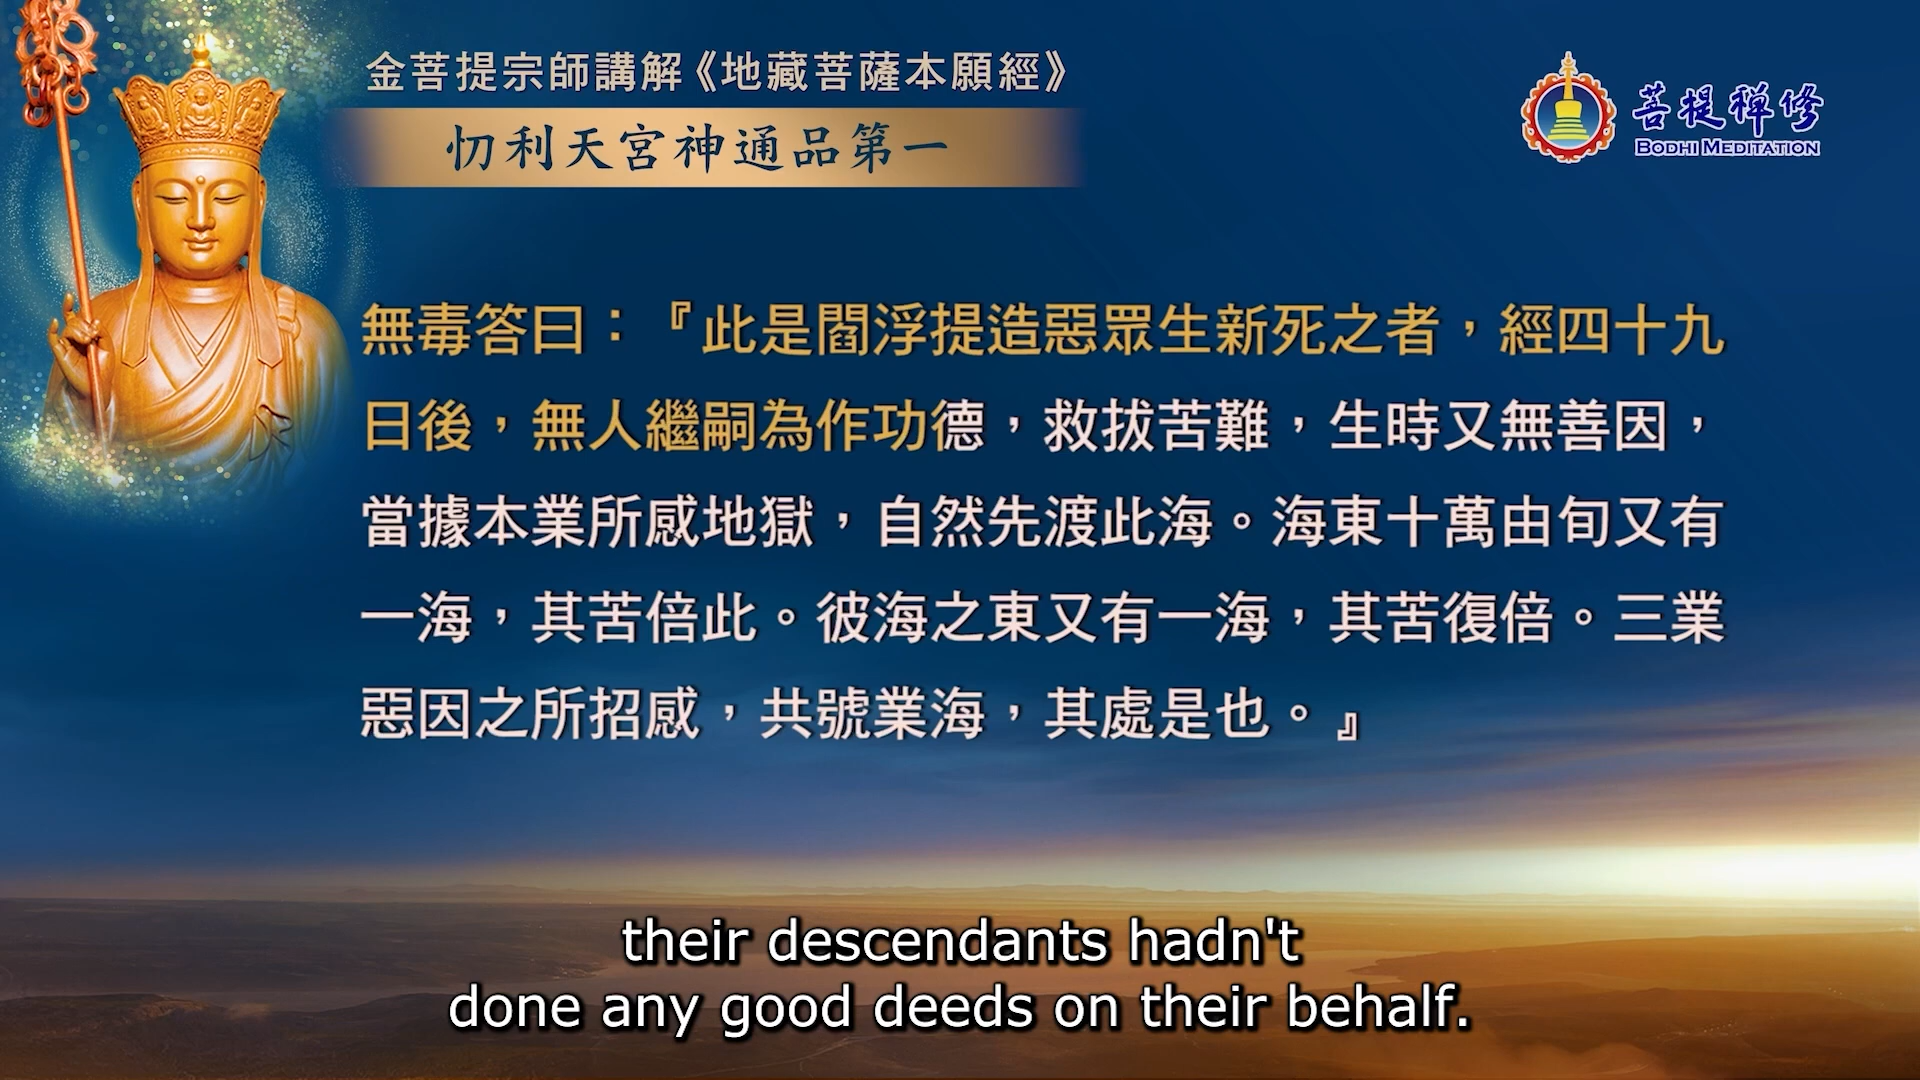 金菩提宗師講解《地藏菩薩本願經》
忉利天宮神通品第一
菩提禪修
BODHI MEDITATION
無毒答曰：『此是閻浮提造惡眾生新死之者，經四十九
日後，無人繼嗣為作功德，救拔苦難，生時又無善因，
當據本業所感地獄，自然先渡此海。海東十萬由旬又有
一海，其苦倍此。彼海之東又有一海，其苦復倍。三業
惡因之所招感，共號業海，其處是也。』
their descendants hadn't
done any good deeds on their behalf.